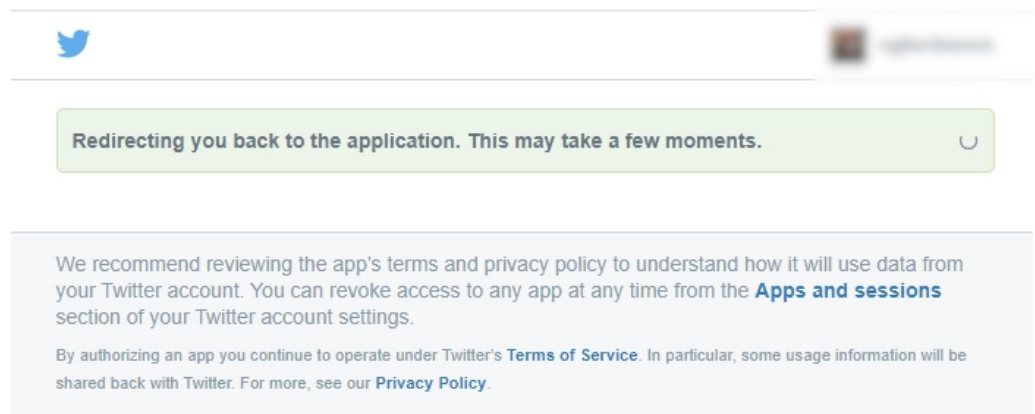 Redirecting you back to the application. This may take a few moments.
We recommend reviewing the app's terms and privacy policy to understand how it will use data from
your Twitter account. You can revoke access to any app at any time from the Apps and sessions
section of your Twitter account settings.
By authorizing an app you continue to operate under Twitter's Terms of Service. In particular, some usage information will be
shared back with Twitter. For more, see our Privacy Policy.